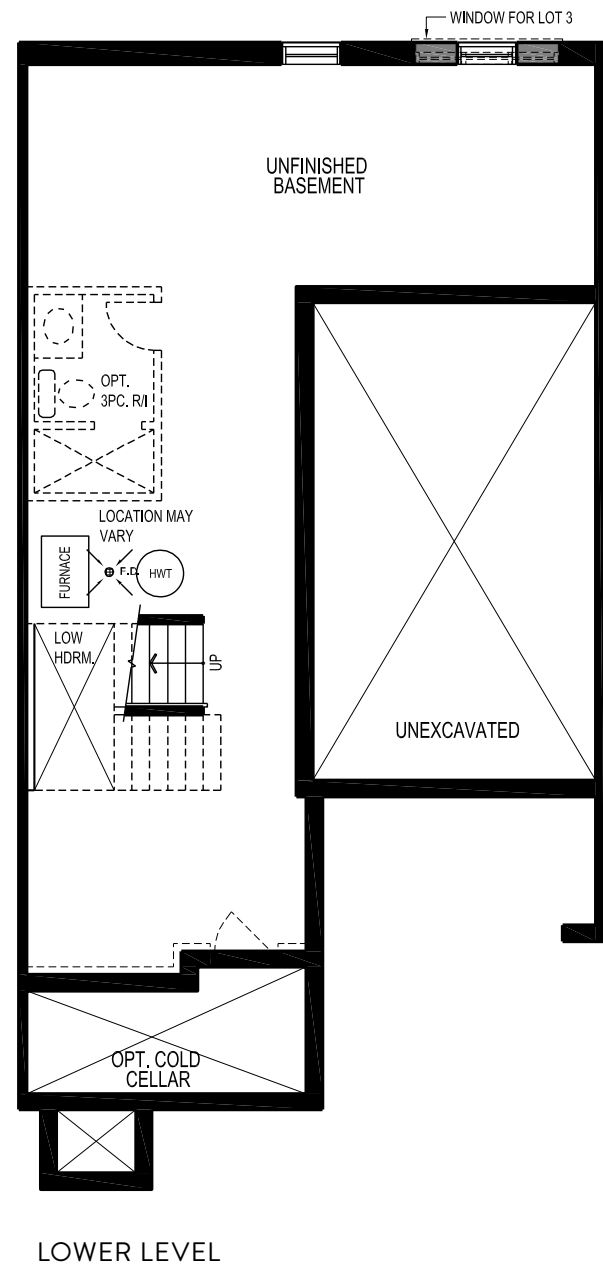 WINDOW FOR LOT 3
UNFINISHED
BASEMENT
OPT.
3PC. R/I
LOCATION MAY
VARY
FURNACE
F.D.
HWT
LOW
HDRM.
UP
UNEXCAVATED
OPT. COLD
CELLAR
LOWER LEVEL